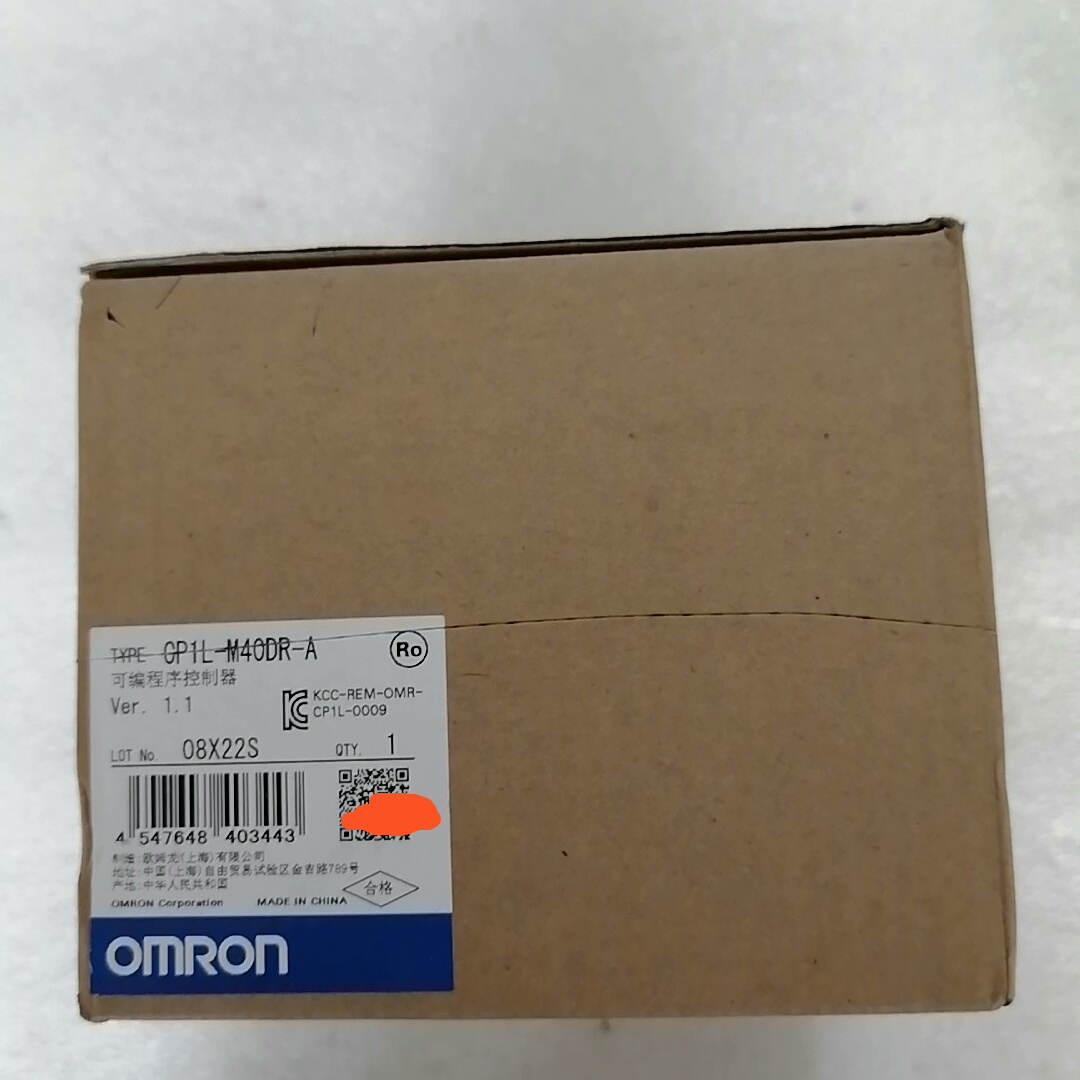 TYPE CP1L-M40DR-A
Ro
可编程序控制器
Ver. 1.1
KCC-REM-OMR-
CP1L-0009
LOT No. 08X22S QTY. 1
4 547648 403443
制造:欧姆龙(上海)有限公司
地址:中国(上海)自由贸易试验区金吉路789号
产地:中华人民共和国
合格
OMRON Corporation MADE IN CHINA
OMRON